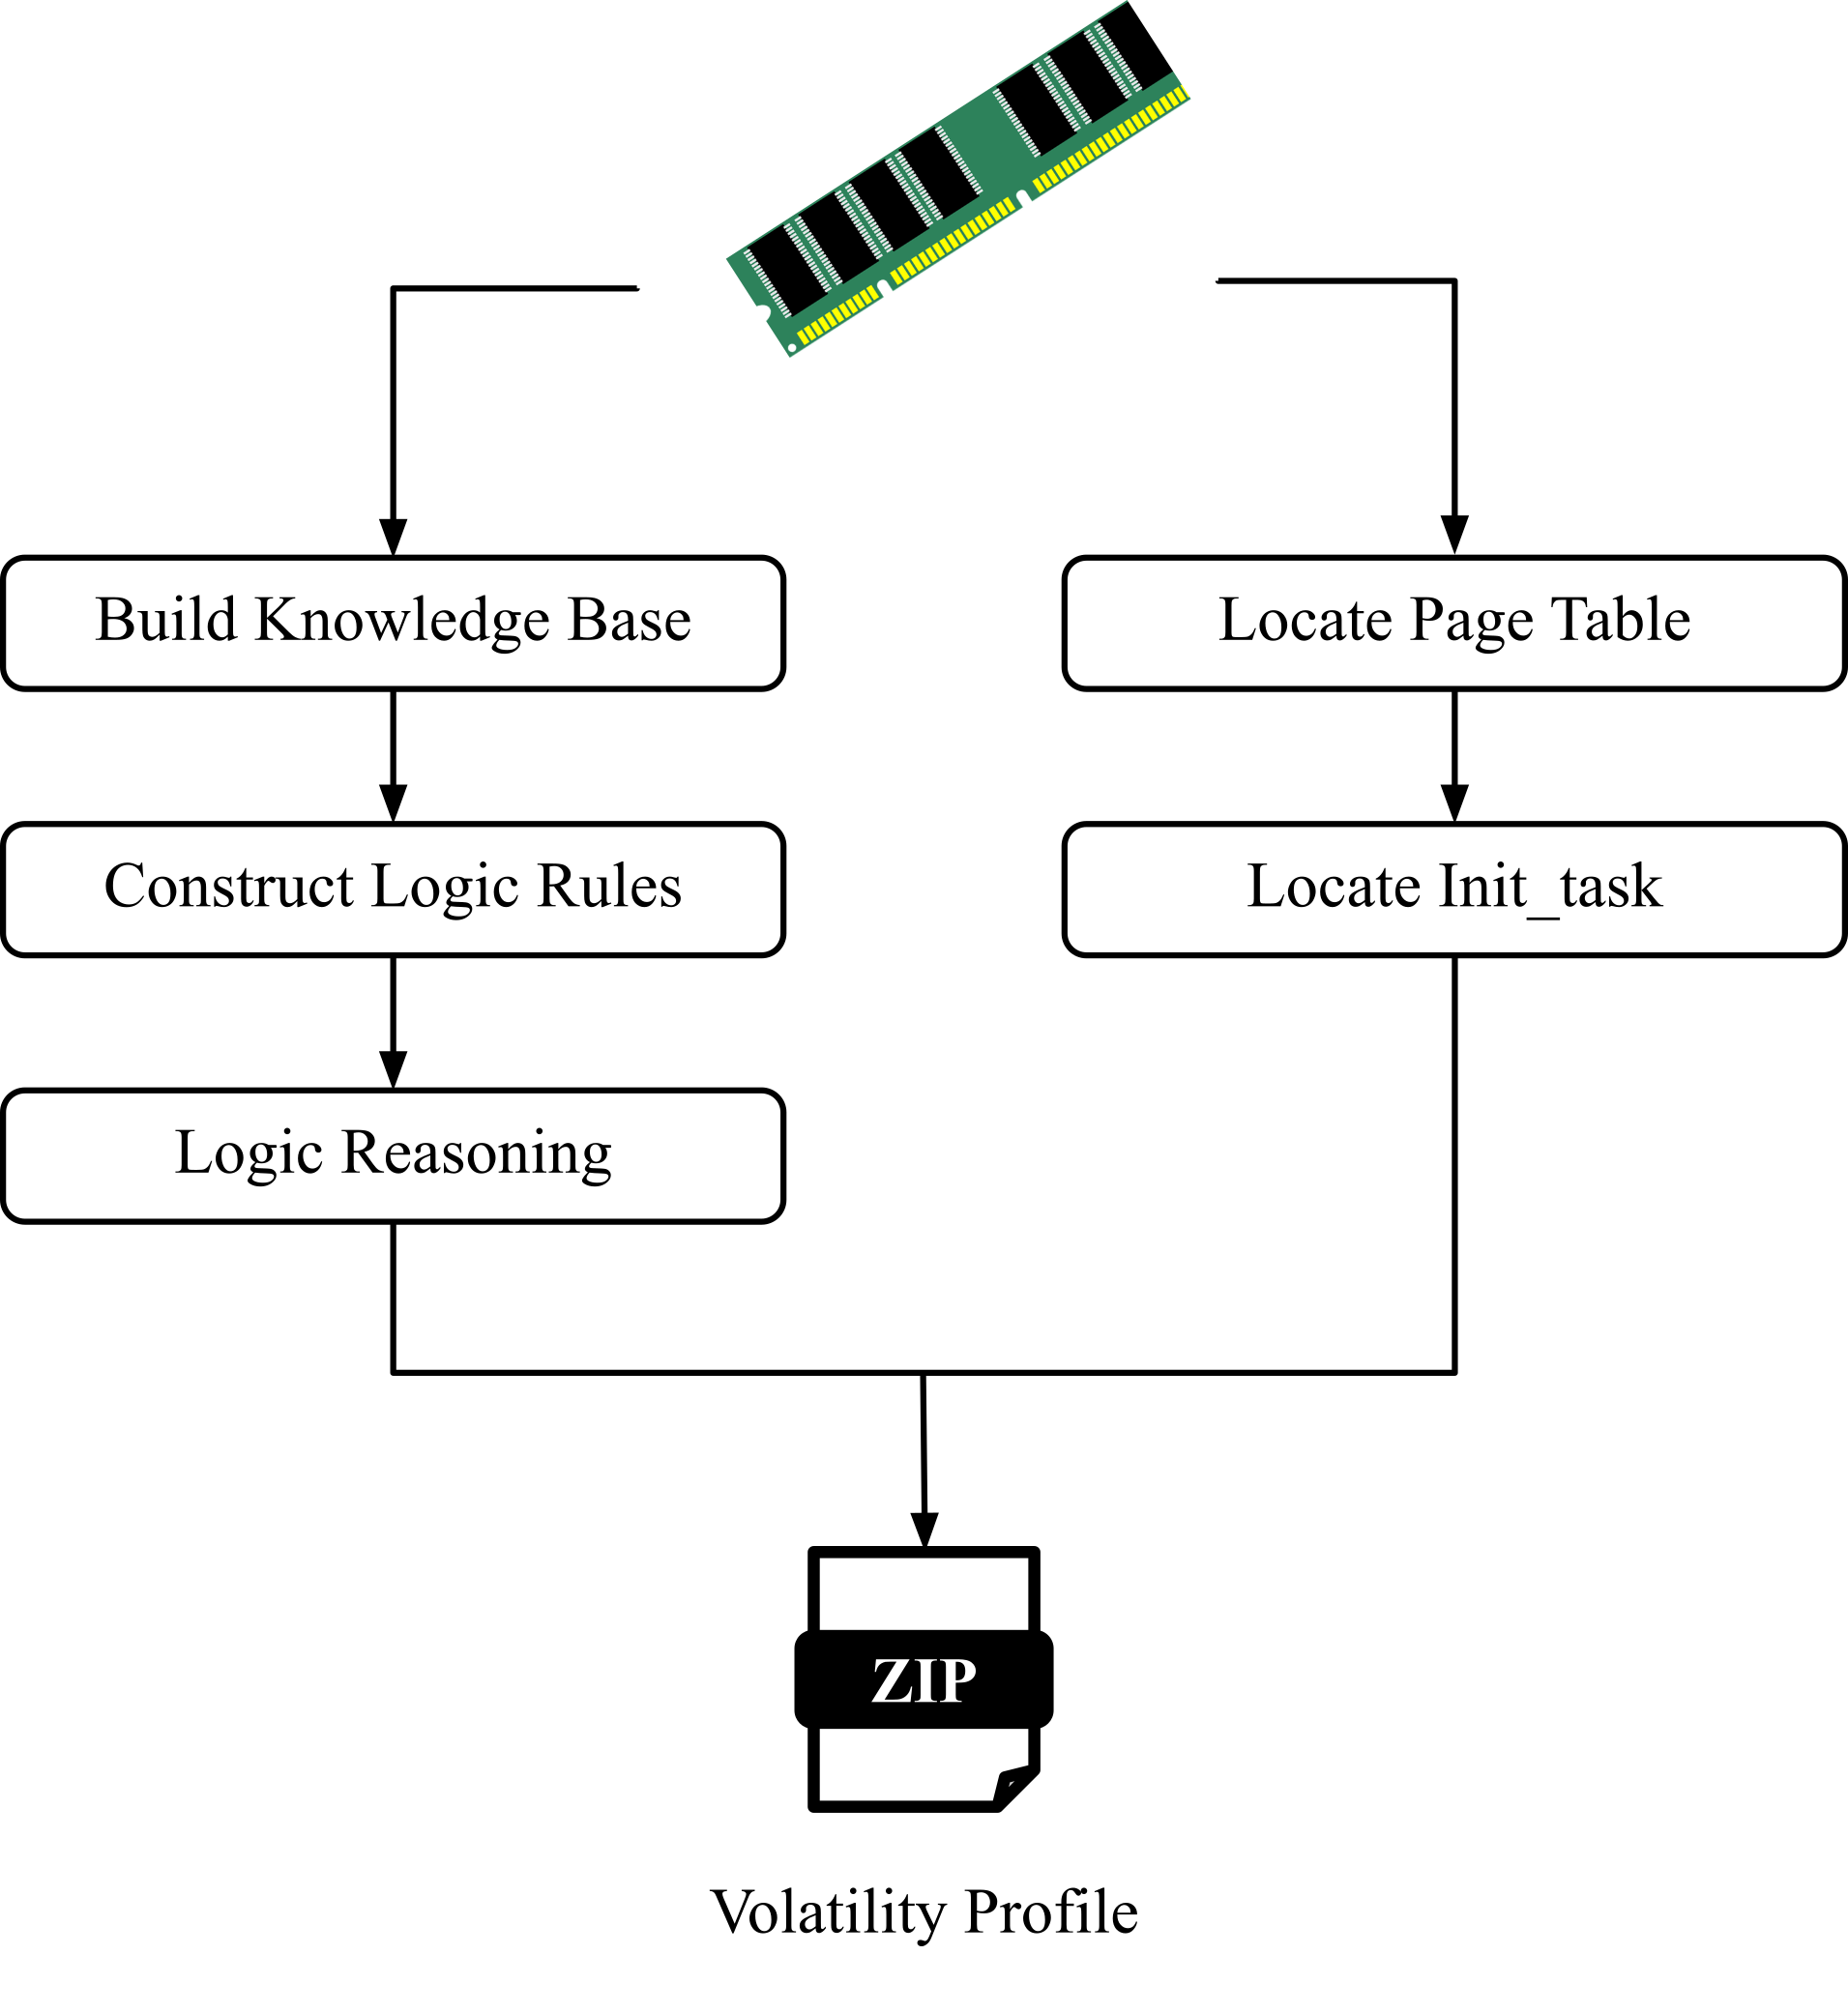 Build Knowledge Base
Locate Page Table
Construct Logic Rules
Locate Init_task
Logic Reasoning
ZIP
Volatility Profile